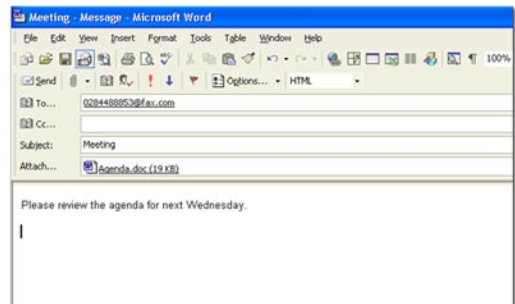 Meeting - Message - Microsoft Word
File Edit View Insert Format Tools Table Window Help
100%
Send Options... HTML
To... 0284488853@fax.com
Cc...
Subject: Meeting
Attach... Agenda.doc (19 KB)
Please review the agenda for next Wednesday.